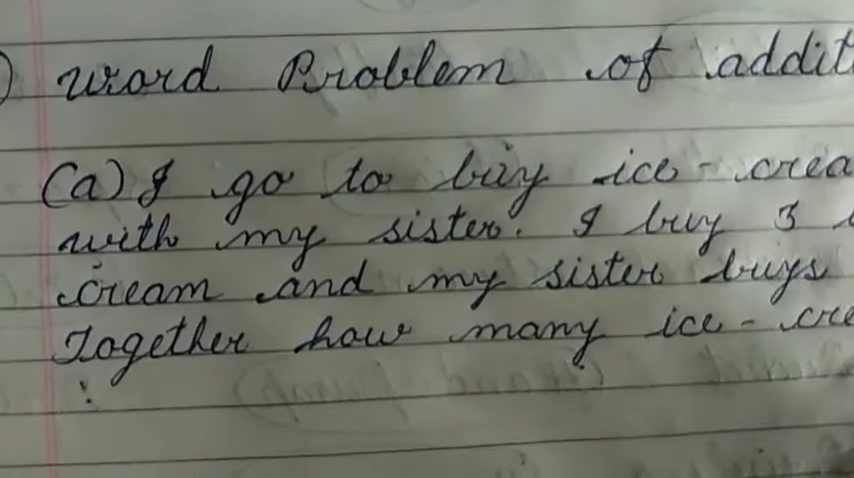 ) word Problem of addit
(a) I go to buy ice-crea
with my sister. I buy 3
cream and my sister buys
Together how many ice-cre
: